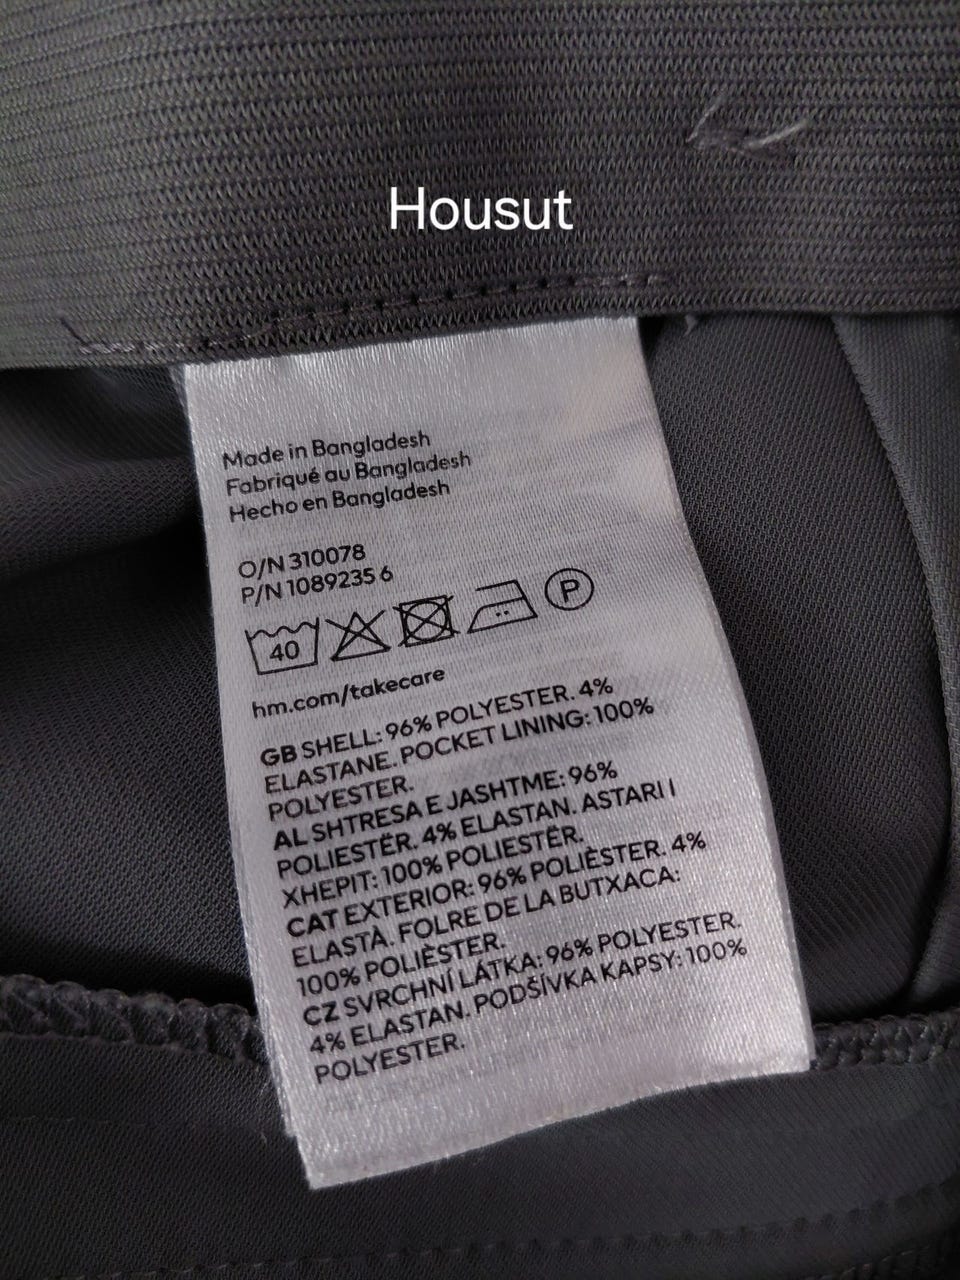 Housut
Made in Bangladesh
Fabriqué au Bangladesh
Hecho en Bangladesh
O/N 310078
P/N 1089235 6
40
P
hm.com/takecare
GB SHELL: 96% POLYESTER. 4%
ELASTANE. POCKET LINING: 100%
POLYESTER.
AL SHTRESA E JASHTME: 96%
POLIESTËR. 4% ELASTAN. ASTARI I
XHEPIT: 100% POLIESTËR.
CAT EXTERIOR: 96% POLIÈSTER. 4%
ELASTÀ. FOLRE DE LA BUTXACA:
100% POLIÈSTER.
CZ SVRCHNÍ LÁTKA: 96% POLYESTER.
4% ELASTAN. PODŠÍVKA KAPSY: 100%
POLYESTER.